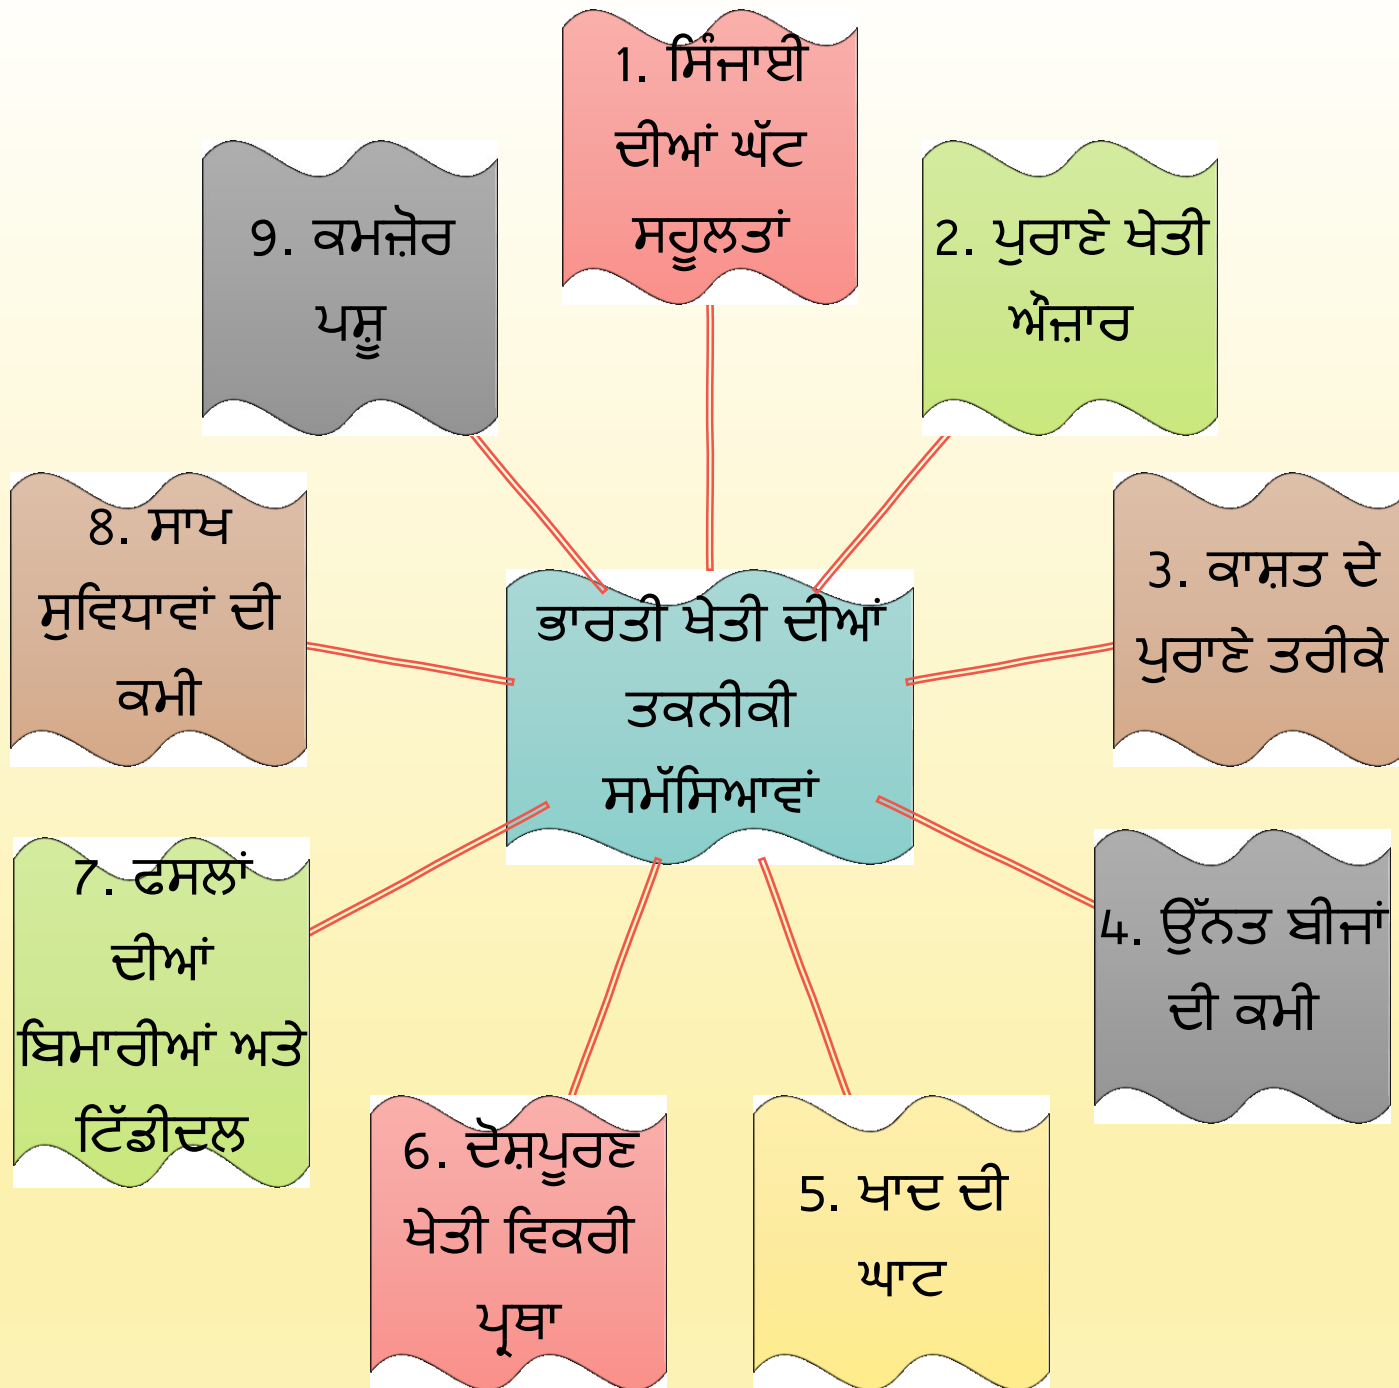 ਭਾਰਤੀ ਖੇਤੀ ਦੀਆਂ
ਤਕਨੀਕੀ
ਸਮੱਸਿਆਵਾਂ
1. ਸਿੰਜਾਈ
ਦੀਆਂ ਘੱਟ
ਸਹੂਲਤਾਂ
2. ਪੁਰਾਣੇ ਖੇਤੀ
ਔਜ਼ਾਰ
3. ਕਾਸ਼ਤ ਦੇ
ਪੁਰਾਣੇ ਤਰੀਕੇ
4. ਉੱਨਤ ਬੀਜਾਂ
ਦੀ ਕਮੀ
5. ਖਾਦ ਦੀ
ਘਾਟ
6. ਦੋਸ਼ਪੂਰਣ
ਖੇਤੀ ਵਿਕਰੀ
ਪ੍ਰਥਾ
7. ਫਸਲਾਂ
ਦੀਆਂ
ਬਿਮਾਰੀਆਂ ਅਤੇ
ਟਿੱਡੀਦਲ
8. ਸਾਖ
ਸੁਵਿਧਾਵਾਂ ਦੀ
ਕਮੀ
9. ਕਮਜ਼ੋਰ
ਪਸ਼ੂ